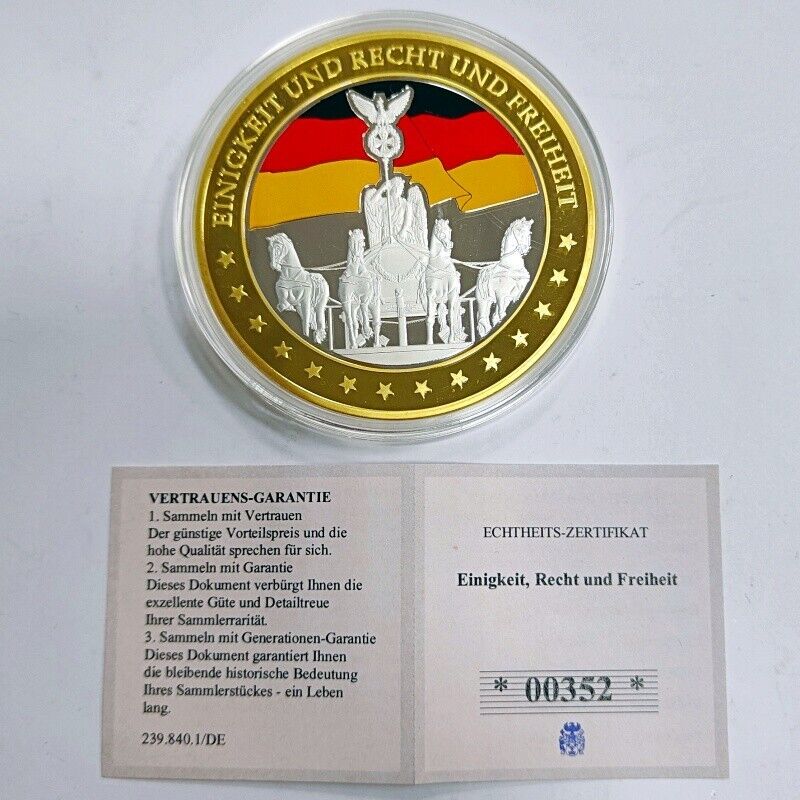 EINIGKEIT UND RECHT UND FREIHEIT
VERTRAUENS-GARANTIE
1. Sammeln mit Vertrauen
Der günstige Vorteilspreis und die
hohe Qualität sprechen für sich.
2. Sammeln mit Garantie
Dieses Dokument verbürgt Ihnen die
exzellente Güte und Detailtreue
Ihrer Sammlerrarität.
3. Sammeln mit Generationen-Garantie
Dieses Dokument garantiert Ihnen
die bleibende historische Bedeutung
Ihres Sammlerstückes - ein Leben
lang.
239.840.1/DE
ECHTHEITS-ZERTIFIKAT
Einigkeit, Recht und Freiheit
* 00352 *